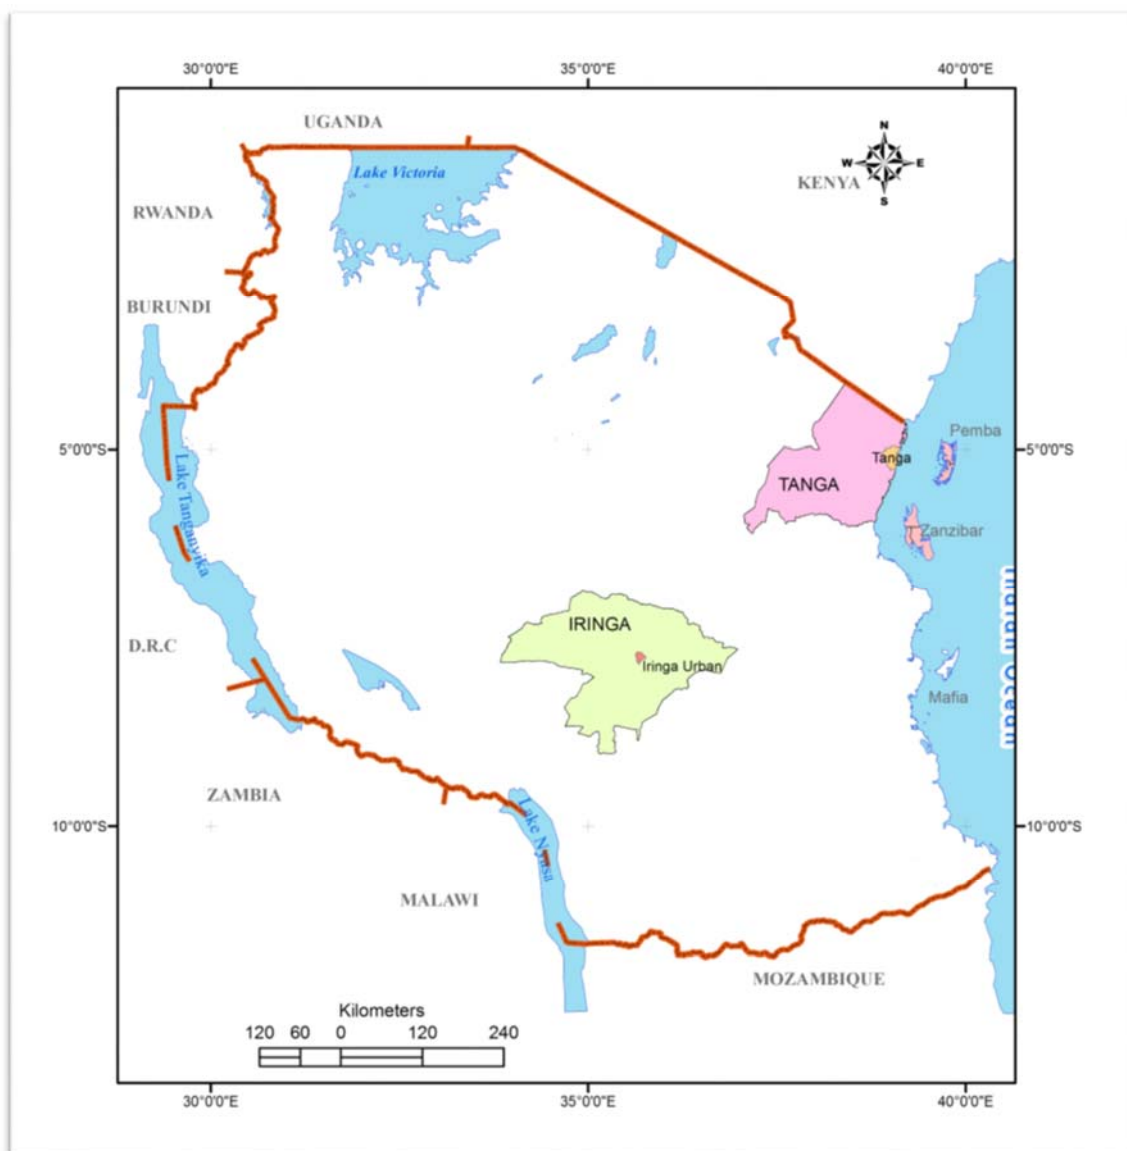 30°0'0"E 35°0'0"E 40°0'0"E
UGANDA
N
Lake Victoria
W E
KENYA
S
RWANDA
BURUNDI
Pemba
5°0'0"S 5°0'0"S
Tanga
TANGA
Lake Tanganyika
Zanzibar
Indian Ocean
IRINGA
D.R.C
Iringa Urban
Mafia
ZAMBIA
Lake Nyasa
10°0'0"S 10°0'0"S
MALAWI
MOZAMBIQUE
Kilometers
120 60 0 120 240
30°0'0"E 35°0'0"E 40°0'0"E